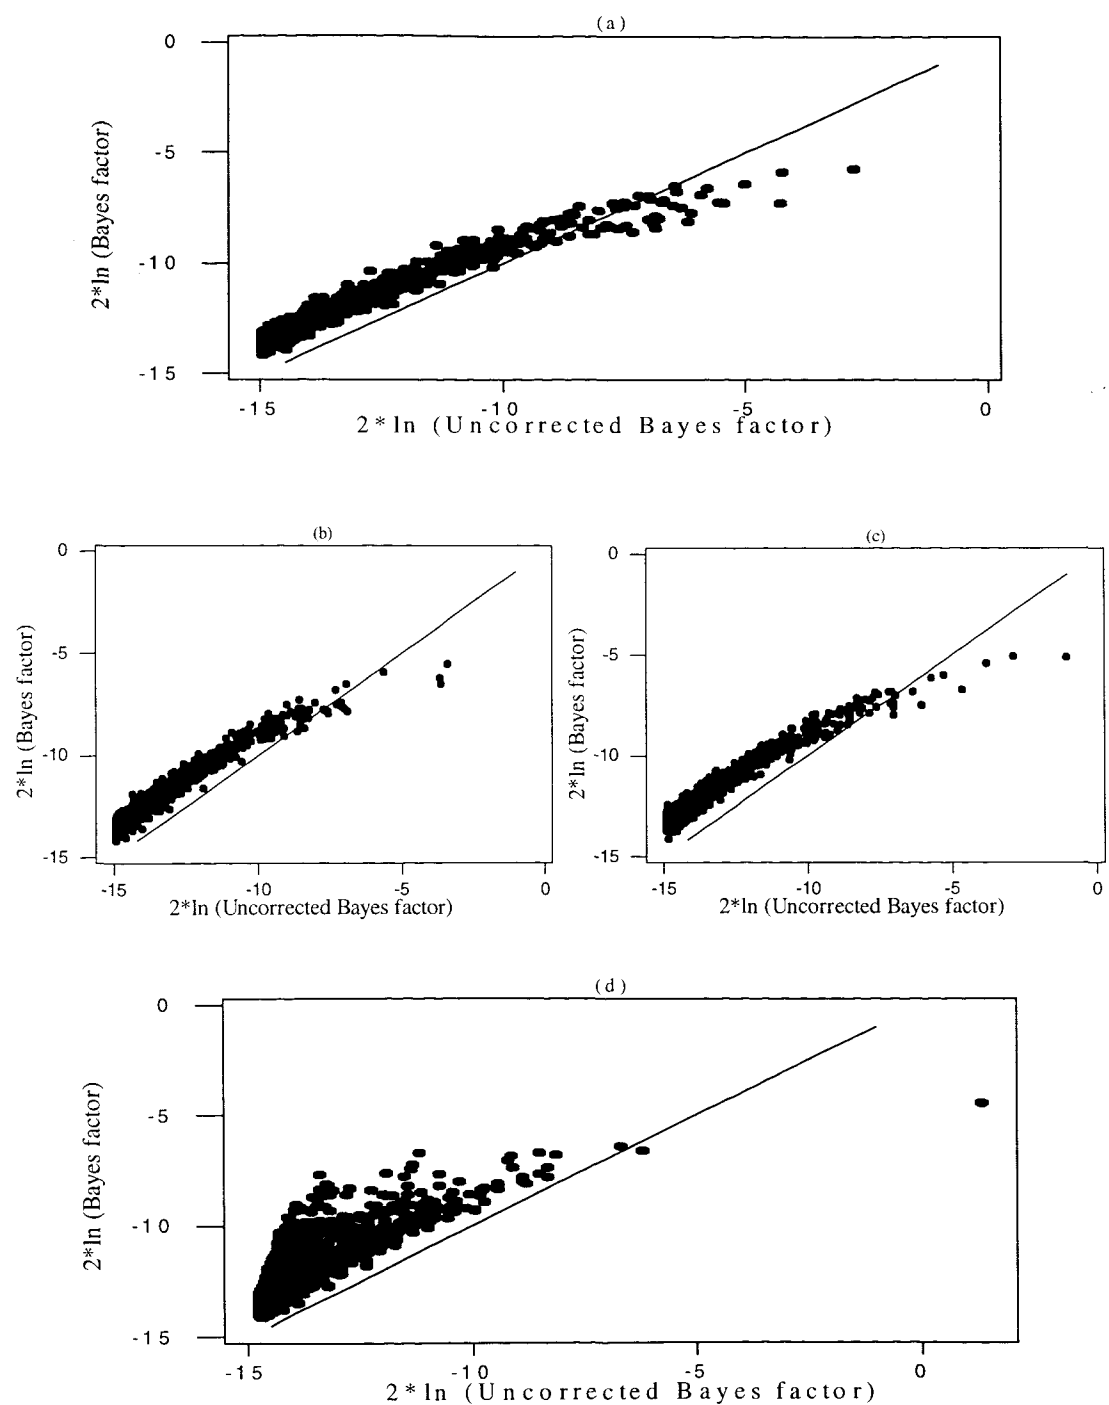 (a)
0
-5
-10
-15
2*ln (Bayes factor)
-15 -10 -5 0
2*ln (Uncorrected Bayes factor)
(b)
0
-5
-10
-15
2*ln (Bayes factor)
-15 -10 -5 0
2*ln (Uncorrected Bayes factor)
(c)
0
-5
-10
-15
2*ln (Bayes factor)
-15 -10 -5 0
2*ln (Uncorrected Bayes factor)
(d)
0
-5
-10
-15
2*ln (Bayes factor)
-15 -10 -5 0
2*ln (Uncorrected Bayes factor)